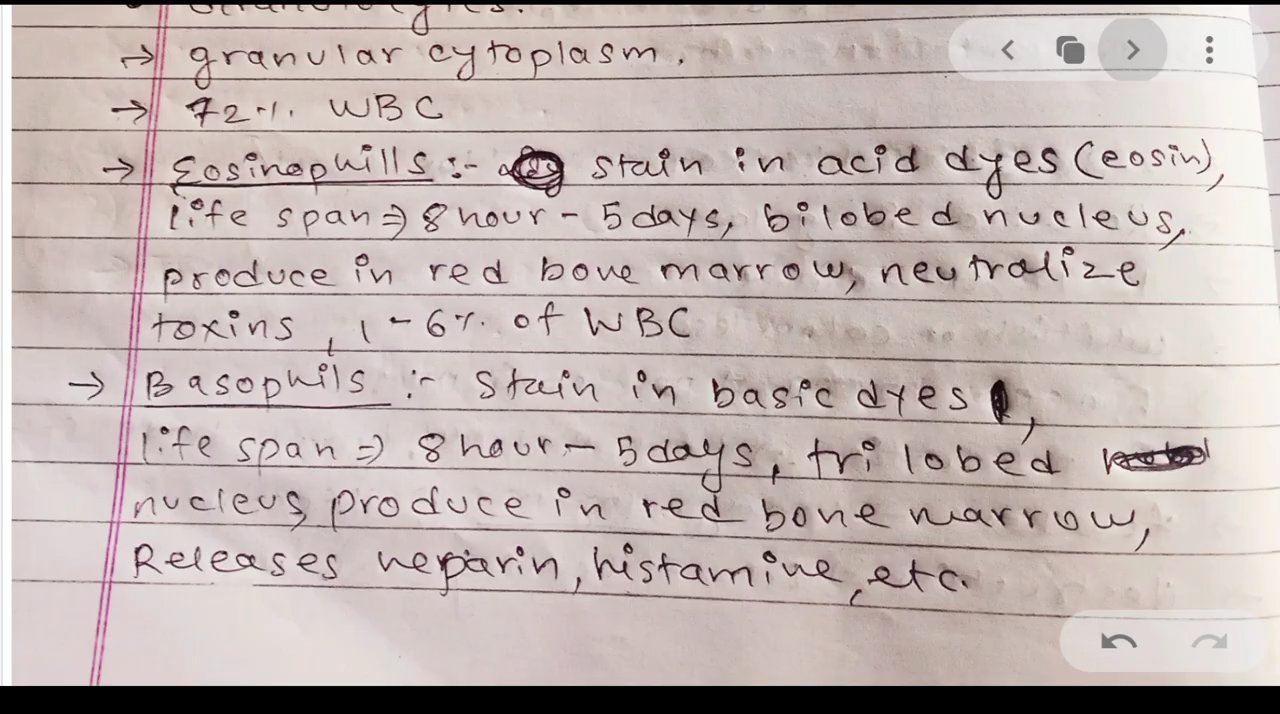 → granular cytoplasm.
→ 72%. WBC
→ Eosinophills :- stain in acid dyes (eosin),
life span ⇒ 8 hour - 5 days, bilobed nucleus,
produce in red bone marrow, neutralize
toxins, 1 - 6% of WBC
→ Basophils :- Stain in basic dyes,
life span ⇒ 8 hour - 5 days, tri lobed
nucleus, produce in red bone marrow,
Releases heparin, histamine, etc.